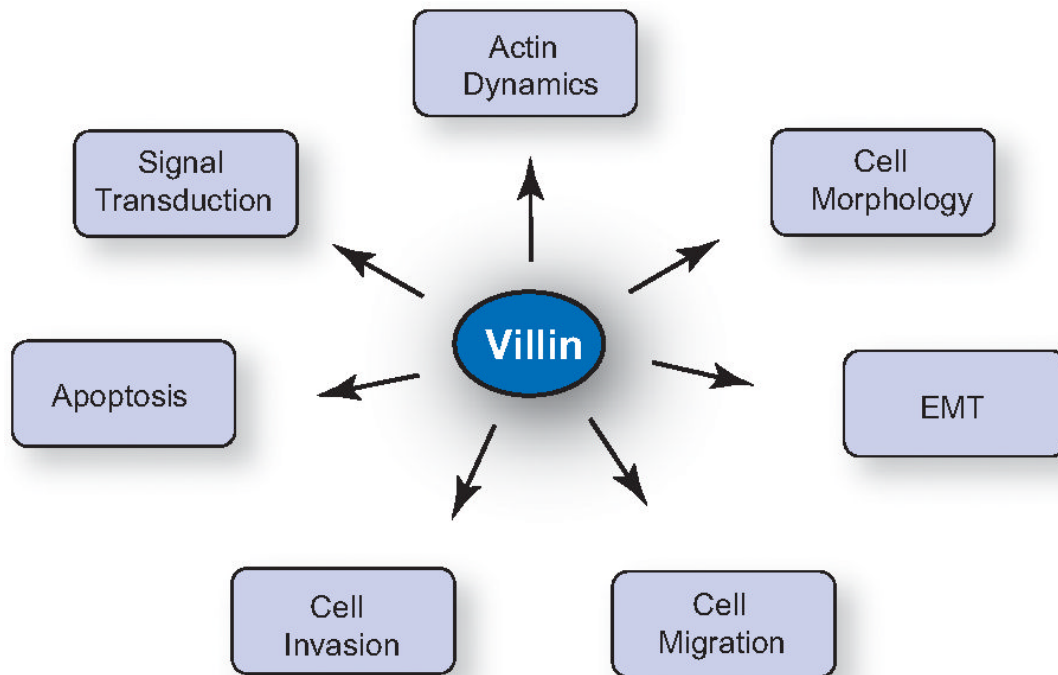 Actin
Dynamics
Signal
Transduction
Cell
Morphology
Villin
Apoptosis
EMT
Cell
Invasion
Cell
Migration